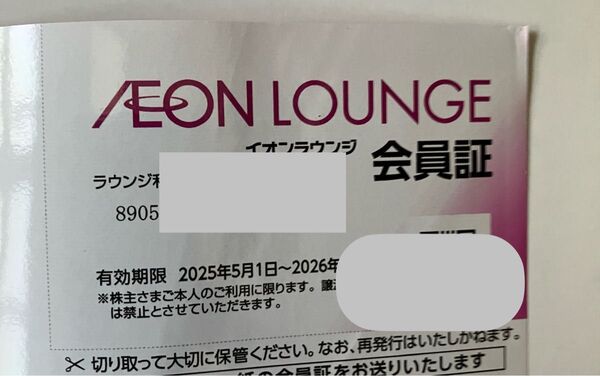 ÆON LOUNGE
イオンラウンジ
会員証
ラウンジ
8905
有効期限 2025年5月1日~2026年
※株主さまご本人のご利用に限ります。
は禁止とさせていただきます。
✂切り取って大切に保管ください。なお、再発行はいたしかねます。
の会員証をお送りいたします